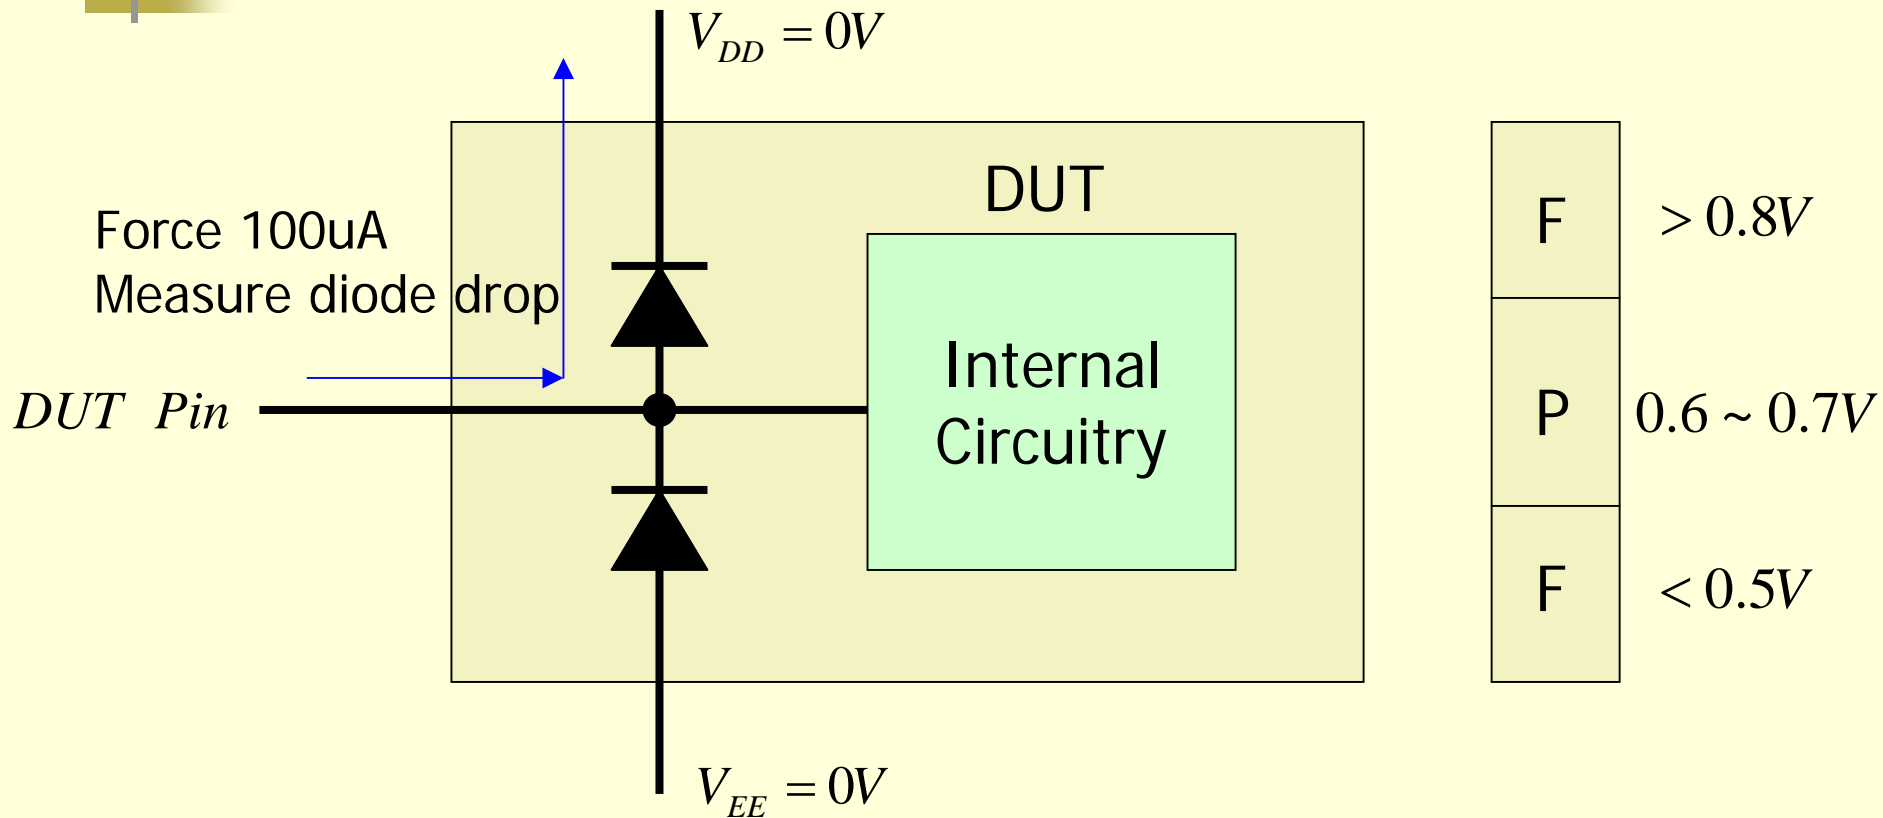 V_DD = 0V
DUT
Force 100uA
Measure diode drop
Internal
Circuitry
DUT Pin
V_EE = 0V
F > 0.8V
P 0.6 ~ 0.7V
F < 0.5V